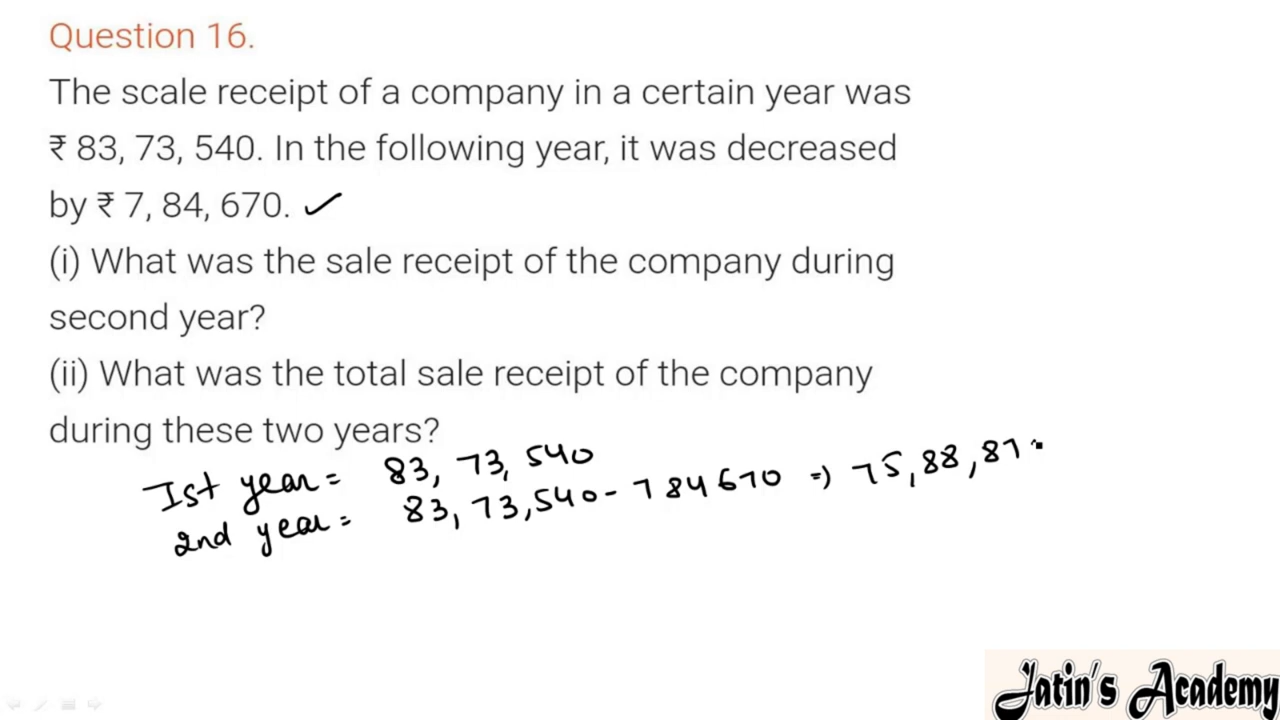 Question 16.
The scale receipt of a company in a certain year was
₹ 83, 73, 540. In the following year, it was decreased
by ₹ 7, 84, 670. ✓
(i) What was the sale receipt of the company during
second year?
(ii) What was the total sale receipt of the company
during these two years?
Ist year = 83, 73, 540
2nd year = 83, 73, 540 - 784670 => 75, 88, 87
Jatin's Academy